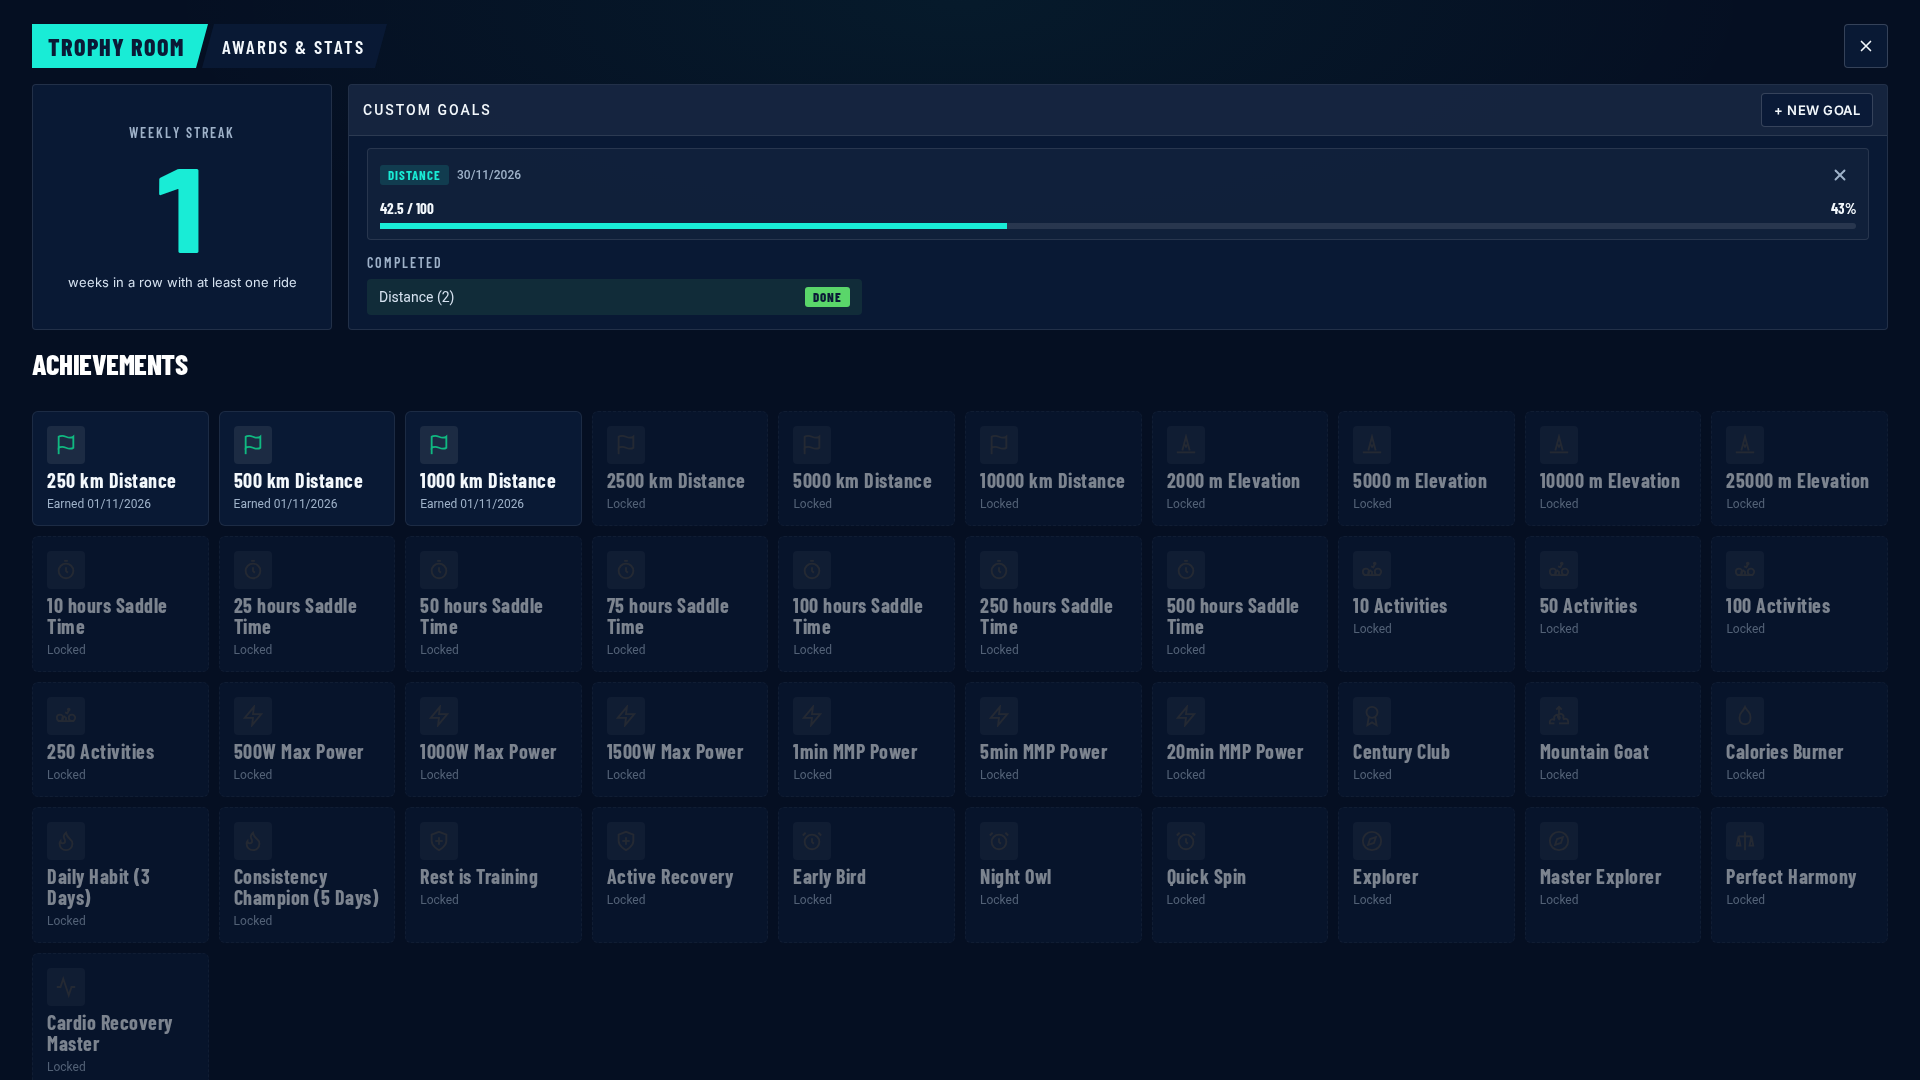 TROPHY ROOM
AWARDS & STATS
WEEKLY STREAK
1
weeks in a row with at least one ride
CUSTOM GOALS
+ NEW GOAL
DISTANCE 30/11/2026
42.5 / 100
43%
COMPLETED
Distance (2)
DONE
ACHIEVEMENTS
250 km Distance
Earned 01/11/2026
500 km Distance
Earned 01/11/2026
1000 km Distance
Earned 01/11/2026
2500 km Distance
Locked
5000 km Distance
Locked
10000 km Distance
Locked
2000 m Elevation
Locked
5000 m Elevation
Locked
10000 m Elevation
Locked
25000 m Elevation
Locked
10 hours Saddle
Time
Locked
25 hours Saddle
Time
Locked
50 hours Saddle
Time
Locked
75 hours Saddle
Time
Locked
100 hours Saddle
Time
Locked
250 hours Saddle
Time
Locked
500 hours Saddle
Time
Locked
10 Activities
Locked
50 Activities
Locked
100 Activities
Locked
250 Activities
Locked
500W Max Power
Locked
1000W Max Power
Locked
1500W Max Power
Locked
1min MMP Power
Locked
5min MMP Power
Locked
20min MMP Power
Locked
Century Club
Locked
Mountain Goat
Locked
Calories Burner
Locked
Daily Habit (3
Days)
Locked
Consistency
Champion (5 Days)
Locked
Rest is Training
Locked
Active Recovery
Locked
Early Bird
Locked
Night Owl
Locked
Quick Spin
Locked
Explorer
Locked
Master Explorer
Locked
Perfect Harmony
Locked
Cardio Recovery
Master
Locked